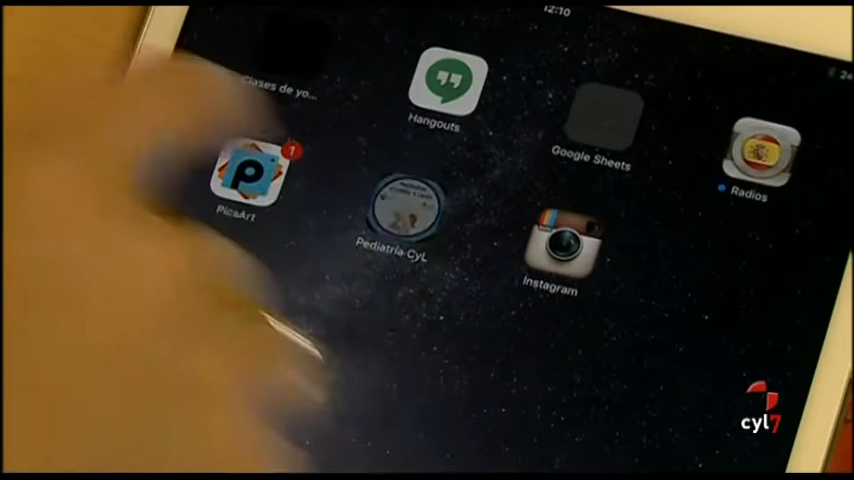 12:10
Clases de yo...
Hangouts
Google Sheets
Radios
1
PicsArt
Pediatría CyL
Instagram
cyl7